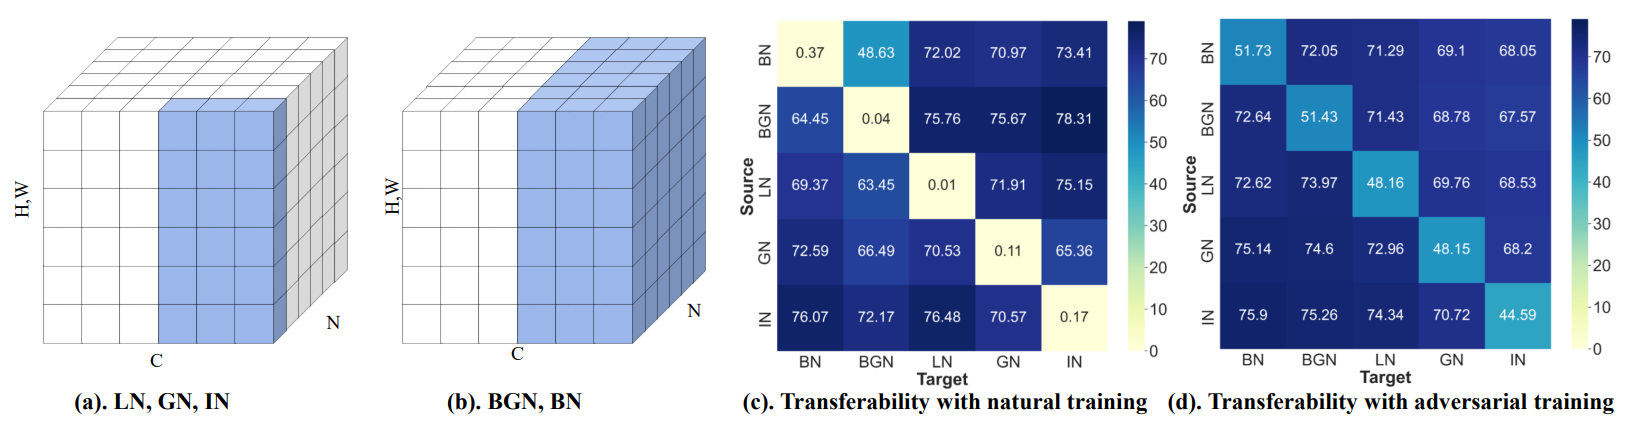 H,W
C
N
(a). LN, GN, IN
H,W
C
N
(b). BGN, BN
Source
BN 0.37 48.63 72.02 70.97 73.41
BGN 64.45 0.04 75.76 75.67 78.31
LN 69.37 63.45 0.01 71.91 75.15
GN 72.59 66.49 70.53 0.11 65.36
IN 76.07 72.17 76.48 70.57 0.17
BN BGN LN GN IN
Target
70
60
50
40
30
20
10
0
(c). Transferability with natural training
Source
BN 51.73 72.05 71.29 69.1 68.05
BGN 72.64 51.43 71.43 68.78 67.57
LN 72.62 73.97 48.16 69.76 68.53
GN 75.14 74.6 72.96 48.15 68.2
IN 75.9 75.26 74.34 70.72 44.59
BN BGN LN GN IN
Target
70
60
50
40
30
20
10
0
(d). Transferability with adversarial training